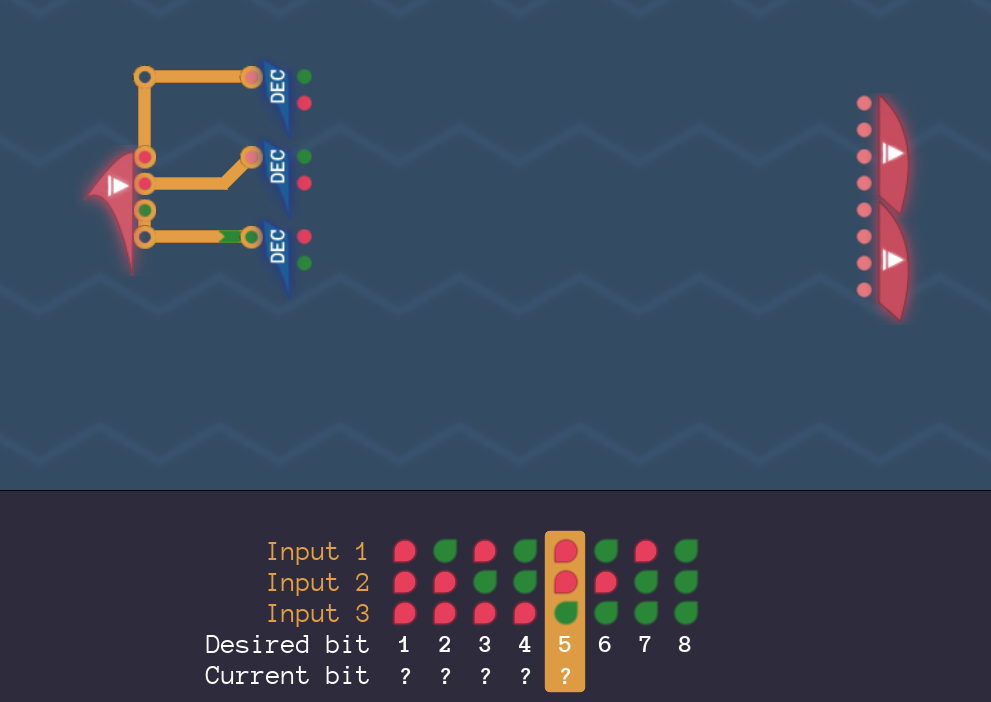 DEC
DEC
DEC
Input 1
Input 2
Input 3
Desired bit 1 2 3 4 5 6 7 8
Current bit ? ? ? ? ?